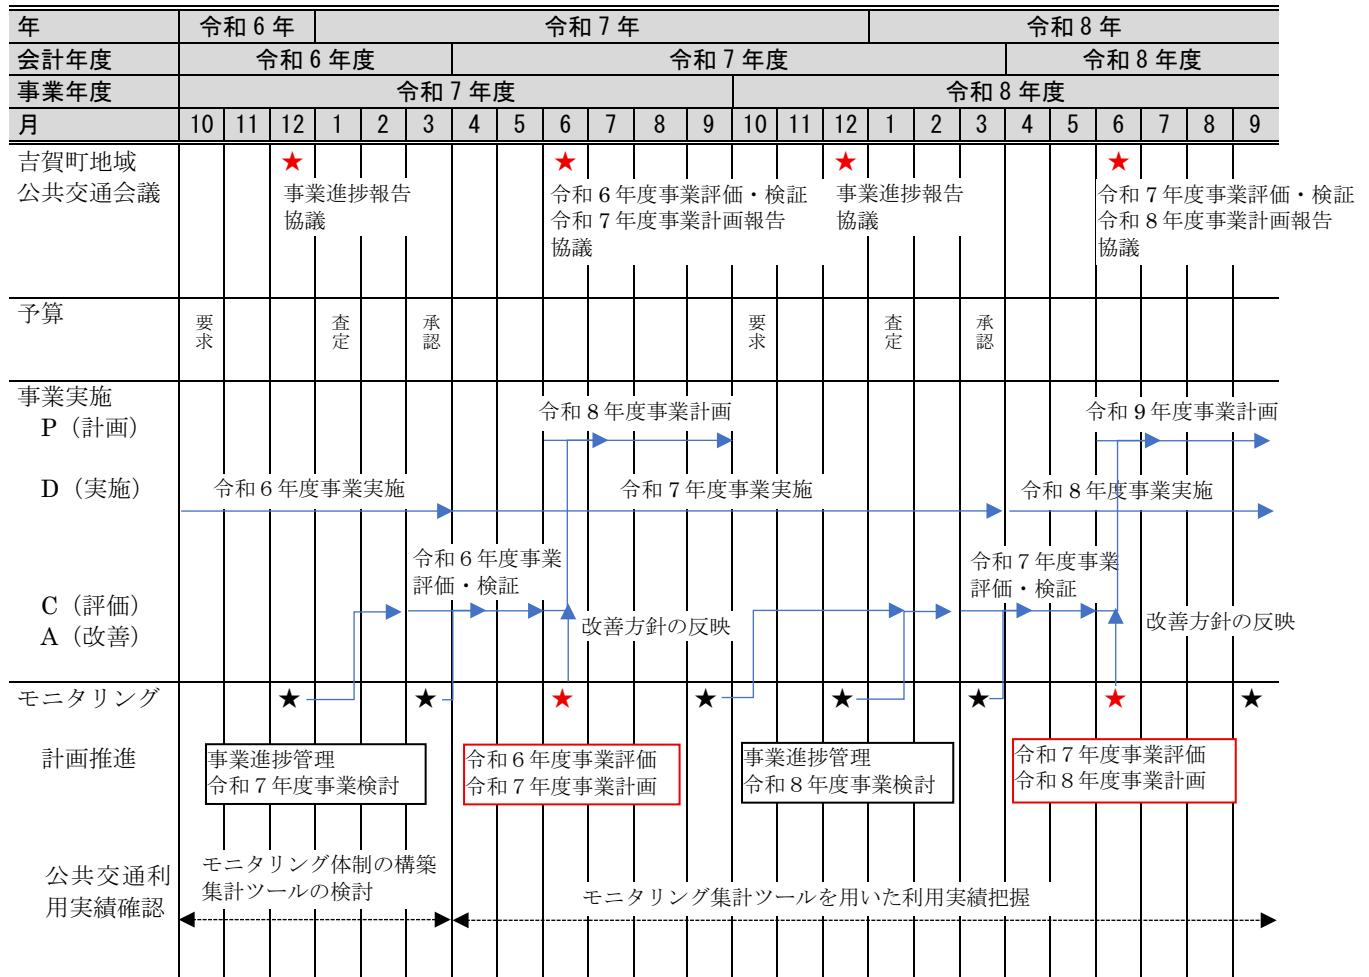 年 令和６年 令和７年 令和８年
会計年度 令和６年度 令和７年度 令和８年度
事業年度 令和７年度 令和８年度
月 10 11 12 1 2 3 4 5 6 7 8 9 10 11 12 1 2 3 4 5 6 7 8 9
吉賀町地域 ★ ★ ★ ★
公共交通会議 事業進捗報告 令和６年度事業評価・検証 事業進捗報告 令和７年度事業評価・検証
協議 令和７年度事業計画報告 協議 令和８年度事業計画報告
協議 協議
予算 要求 査定 承認 要求 査定 承認
事業実施
P（計画） 令和８年度事業計画 令和９年度事業計画
D（実施） 令和６年度事業実施 令和７年度事業実施 令和８年度事業実施
令和６年度事業 令和７年度事業
評価・検証 評価・検証
C（評価）
A（改善） 改善方針の反映 改善方針の反映
モニタリング ★ ★ ★ ★ ★ ★ ★ ★
計画推進 事業進捗管理 令和６年度事業評価 事業進捗管理 令和７年度事業評価
令和７年度事業検討 令和７年度事業計画 令和８年度事業検討 令和８年度事業計画
モニタリング体制の構築
公共交通利 集計ツールの検討
用実績確認 モニタリング集計ツールを用いた利用実績把握